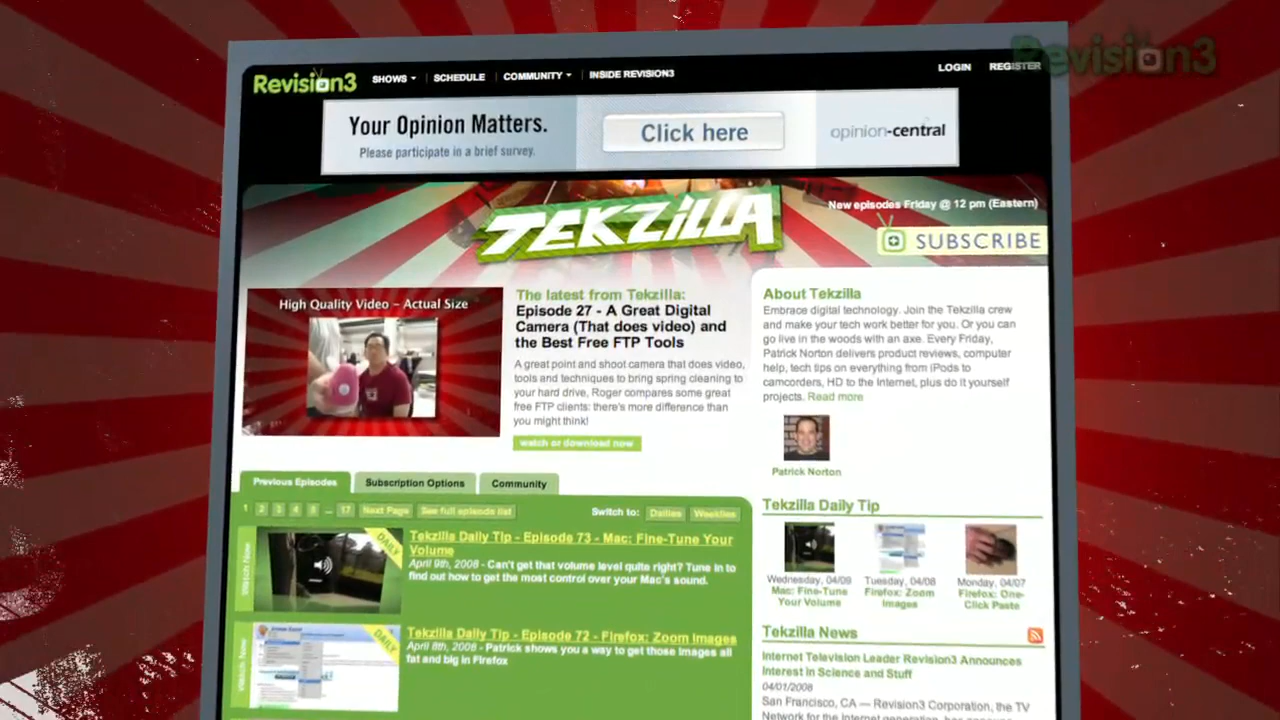 Revision3
SHOWS
SCHEDULE
COMMUNITY
INSIDE REVISION3
LOGIN
REGISTER
Revision3
Your Opinion Matters.
Please participate in a brief survey.
Click here
opinion-central
TEKZILLA
New episodes Friday @ 12 pm (Eastern)
SUBSCRIBE
High Quality Video - Actual Size
The latest from Tekzilla:
Episode 27 - A Great Digital
Camera (That does video) and
the Best Free FTP Tools
A great point and shoot camera that does video,
tools and techniques to bring spring cleaning to
your hard drive, Roger compares some great
free FTP clients: there's more difference than
you might think!
watch or download now
About Tekzilla
Embrace digital technology. Join the Tekzilla crew
and make your tech work better for you. Or you can
go live in the woods with an axe. Every Friday,
Patrick Norton delivers product reviews, computer
help, tech tips on everything from iPods to
camcorders, HD to the Internet, plus do it yourself
projects. Read more
Patrick Norton
Previous Episodes
Subscription Options
Community
1 2 3 4 5 ... 17 Next Page See full episodes list
Switch to: Dailies Weeklies
Watch Now
DAILY
Tekzilla Daily Tip - Episode 73 - Mac: Fine-Tune Your
Volume
April 9th, 2008 - Can't get that volume level quite right? Tune in to
find out how to get the most control over your Mac's sound.
Watch Now
DAILY
Tekzilla Daily Tip - Episode 72 - Firefox: Zoom Images
April 8th, 2008 - Patrick shows you a way to get those images all
fat and big in Firefox
Tekzilla Daily Tip
Wednesday, 04/09
Mac: Fine-Tune
Your Volume
Tuesday, 04/08
Firefox: Zoom
Images
Monday, 04/07
Firefox: One-
Click Paste
Tekzilla News
Internet Television Leader Revision3 Announces
Interest in Science and Stuff
04/01/2008
San Francisco, CA — Revision3 Corporation, the TV
Network for the Internet generation, has